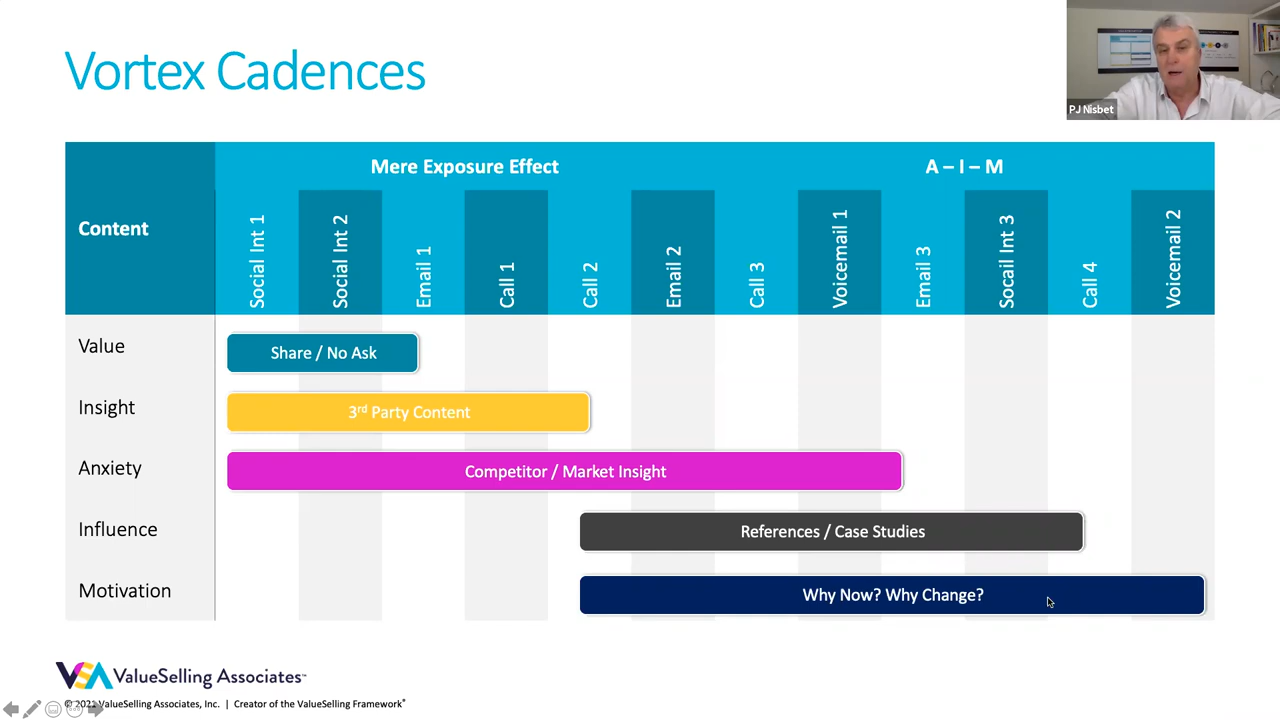 Vortex Cadences
PJ Nisbet
Content
Mere Exposure Effect
A – I – M
Social Int 1
Social Int 2
Email 1
Call 1
Call 2
Email 2
Call 3
Voicemail 1
Email 3
Socail Int 3
Call 4
Voicemail 2
Value
Share / No Ask
Insight
3rd Party Content
Anxiety
Competitor / Market Insight
Influence
References / Case Studies
Motivation
Why Now? Why Change?
VSA ValueSelling Associates™
© 2021 ValueSelling Associates, Inc. | Creator of the ValueSelling Framework®